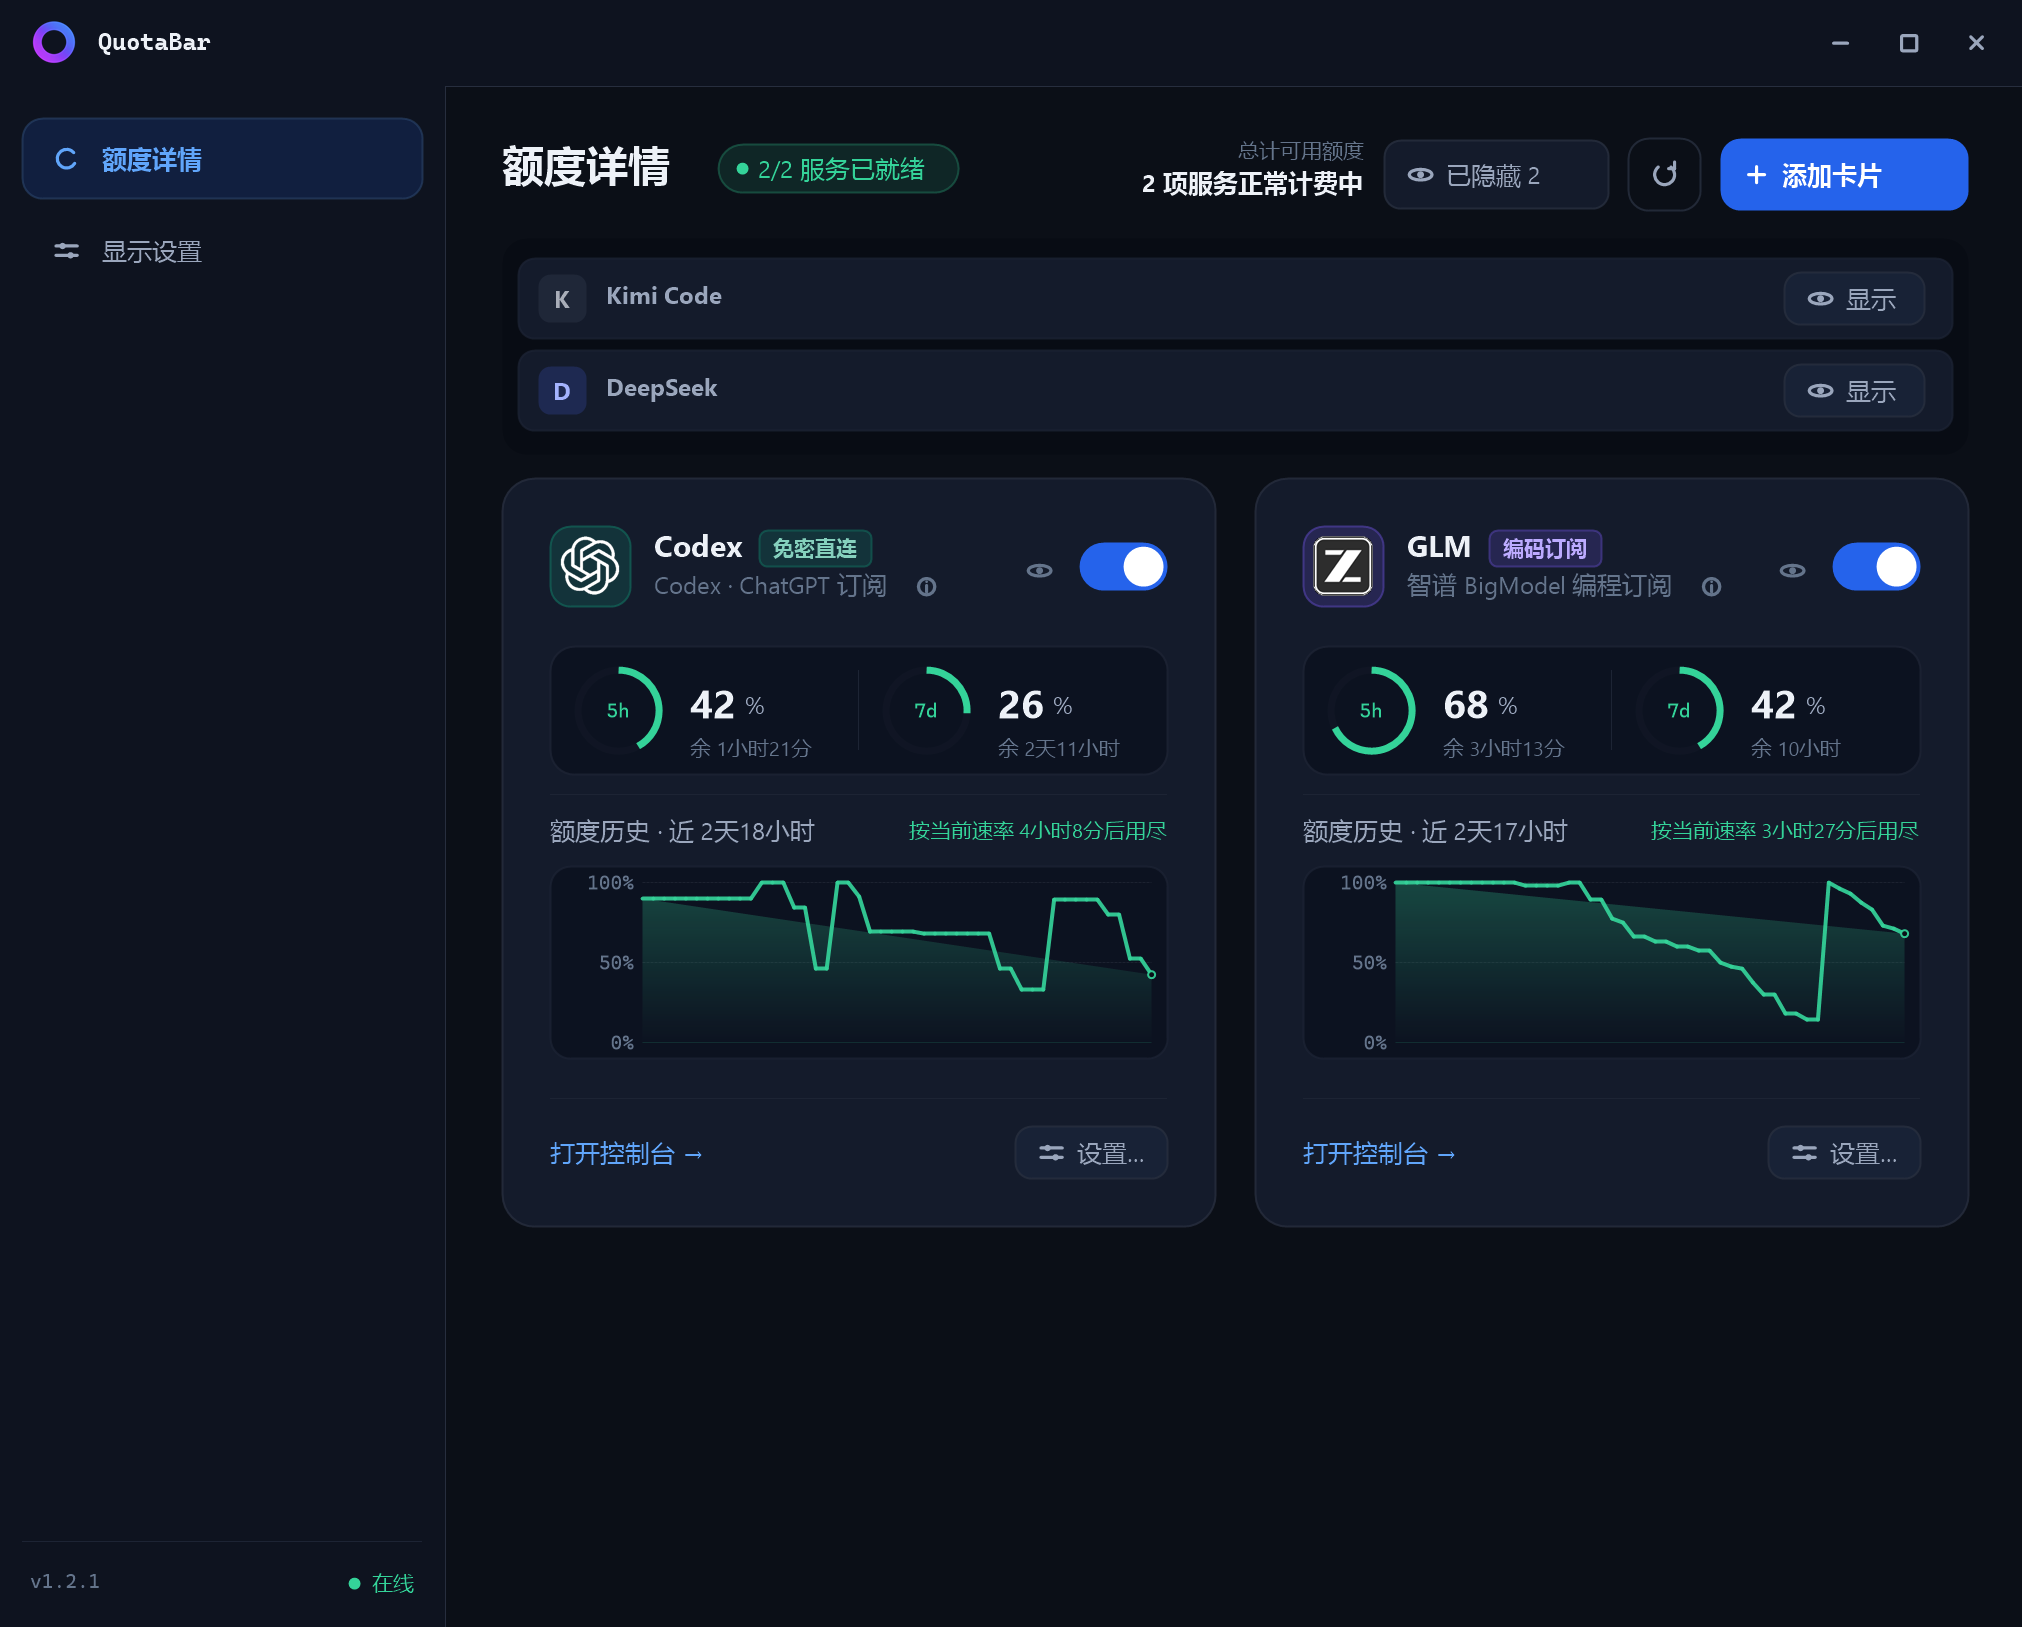 QuotaBar
额度详情
显示设置
额度详情
2/2 服务已就绪
总计可用额度
2 项服务正常计费中
已隐藏 2
+ 添加卡片
K
Kimi Code
显示
D
DeepSeek
显示
Codex
免密直连
Codex · ChatGPT 订阅
5h
42 %
余 1小时21分
7d
26 %
余 2天11小时
额度历史 · 近 2天18小时
按当前速率 4小时8分后用尽
100%
50%
0%
打开控制台 →
设置...
GLM
编码订阅
智谱 BigModel 编程订阅
5h
68 %
余 3小时13分
7d
42 %
余 10小时
额度历史 · 近 2天17小时
按当前速率 3小时27分后用尽
100%
50%
0%
打开控制台 →
设置...
v1.2.1
在线